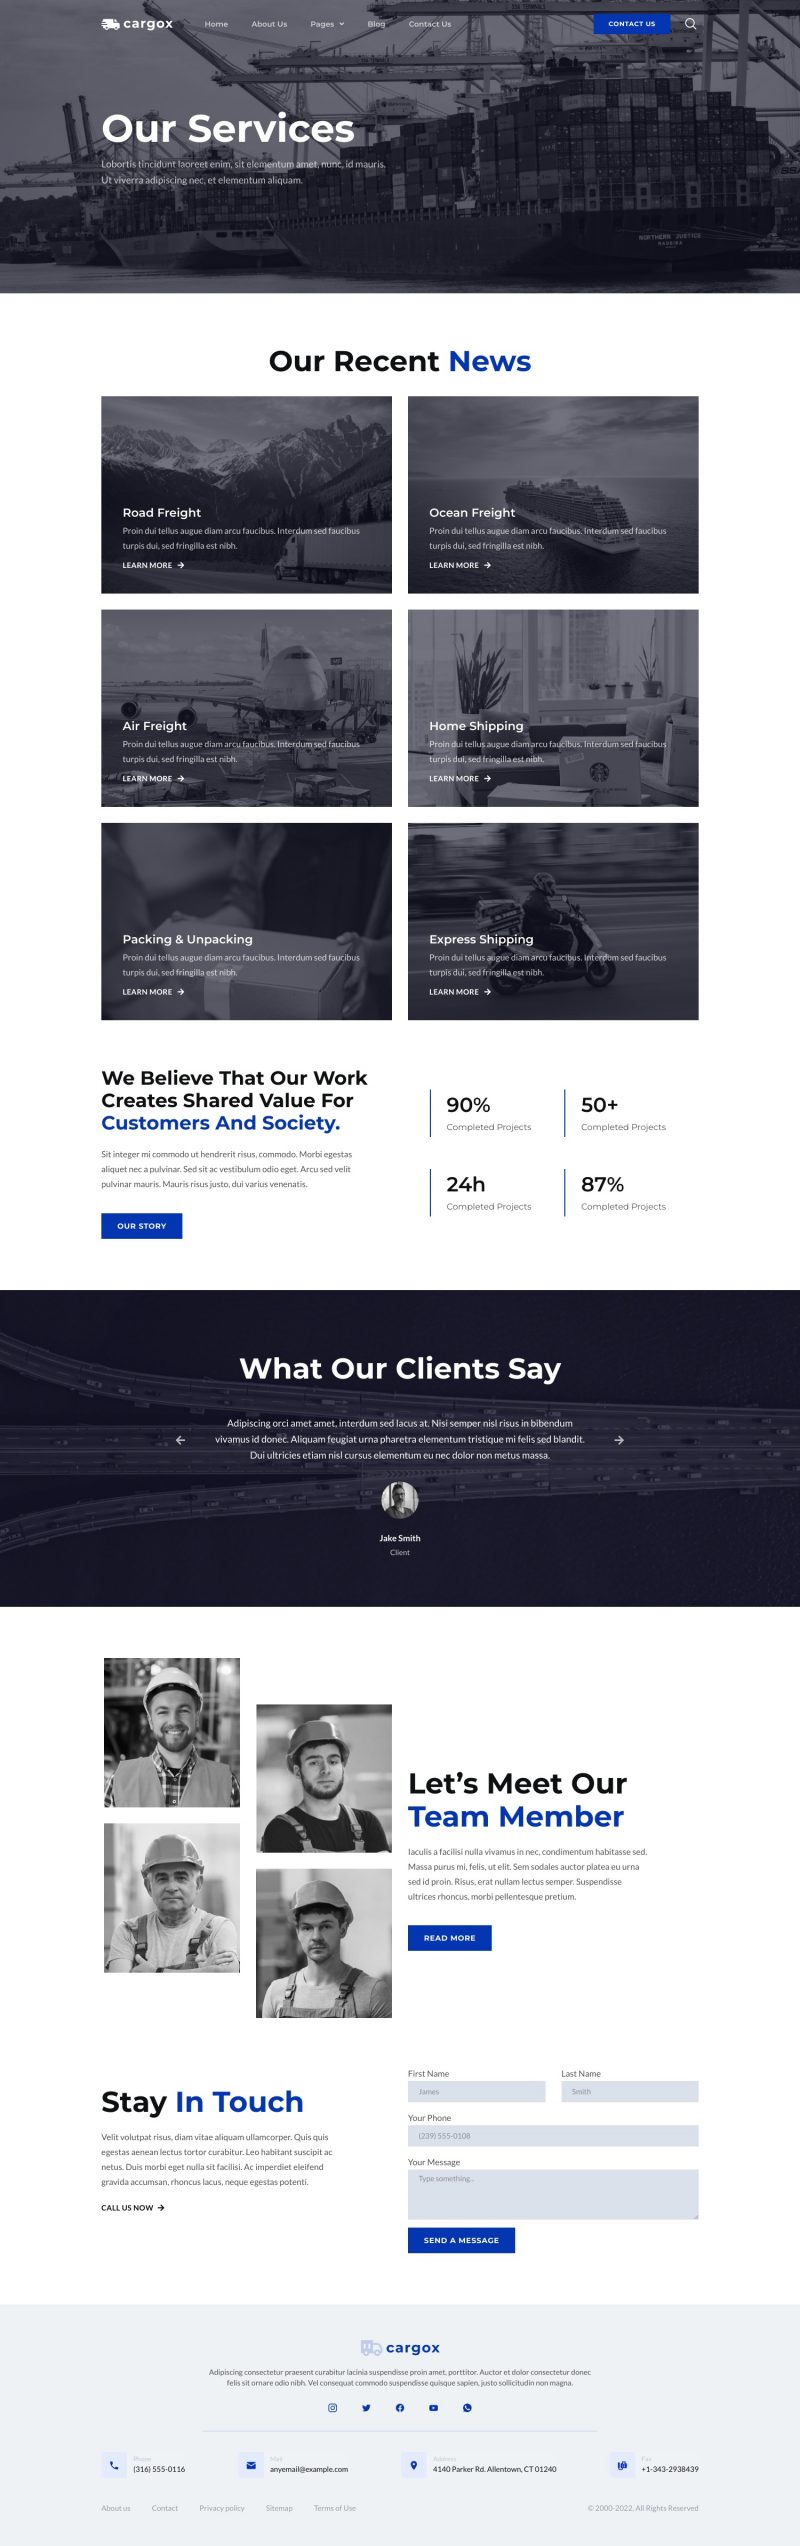 cargox
Home About Us Pages Blog Contact Us
CONTACT US
Our Services
Lobortis tincidunt laoreet enim, sit elementum amet, nunc, id mauris.
Ut viverra adipiscing nec, et elementum aliquam.
NORTHERN JUSTICE
MADEIRA
Our Recent News
Road Freight
Proin dui tellus augue diam arcu faucibus. Interdum sed faucibus
turpis dui, sed fringilla est nibh.
LEARN MORE
Ocean Freight
Proin dui tellus augue diam arcu faucibus. Interdum sed faucibus
turpis dui, sed fringilla est nibh.
LEARN MORE
Air Freight
Proin dui tellus augue diam arcu faucibus. Interdum sed faucibus
turpis dui, sed fringilla est nibh.
LEARN MORE
Home Shipping
Proin dui tellus augue diam arcu faucibus. Interdum sed faucibus
turpis dui, sed fringilla est nibh.
LEARN MORE
Packing & Unpacking
Proin dui tellus augue diam arcu faucibus. Interdum sed faucibus
turpis dui, sed fringilla est nibh.
LEARN MORE
Express Shipping
Proin dui tellus augue diam arcu faucibus. Interdum sed faucibus
turpis dui, sed fringilla est nibh.
LEARN MORE
We Believe That Our Work
Creates Shared Value For
Customers And Society.
Sit integer mi commodo ut hendrerit risus, commodo. Morbi egestas
aliquet nec a pulvinar. Sed sit ac vestibulum odio eget. Arcu sed velit
pulvinar mauris. Mauris risus justo, dui varius venenatis.
OUR STORY
90%
Completed Projects
50+
Completed Projects
24h
Completed Projects
87%
Completed Projects
What Our Clients Say
Adipiscing orci amet amet, interdum sed lacus at. Nisi semper nisl risus in bibendum
vivamus id donec. Aliquam feugiat urna pharetra elementum tristique mi felis sed blandit.
Dui ultricies etiam nisl cursus elementum eu nec dolor non metus massa.
Jake Smith
Client
Let’s Meet Our
Team Member
Iaculis a facilisi nulla vivamus in nec, condimentum habitasse sed.
Massa purus mi, felis, ut elit. Sem sodales auctor platea eu urna
sed id proin. Risus, erat nullam lectus semper. Suspendisse
ultrices rhoncus, morbi pellentesque pretium.
READ MORE
Stay In Touch
Velit volutpat risus, diam vitae aliquam ullamcorper. Quis quis
egestas aenean lectus tortor curabitur. Leo habitant suscipit ac
netus. Duis morbi eget nulla sit facilisi. Ac imperdiet eleifend
gravida accumsan, rhoncus lacus, neque egestas potenti.
CALL US NOW
First Name Last Name
James Smith
Your Phone
(239) 555-0108
Your Message
Type something...
SEND A MESSAGE
cargox
Adipiscing consectetur praesent curabitur lacinia suspendisse proin amet, porttitor. Auctor et dolor consectetur donec
felis sit ornare odio nibh. Vel consequat commodo suspendisse quisque sapien, justo sollicitudin non magna.
Phone
(316) 555-0116
Mail
anyemail@example.com
Address
4140 Parker Rd. Allentown, CT 01240
Fax
+1-343-2938439
About us Contact Privacy policy Sitemap Terms of Use
© 2000-2022, All Rights Reserved